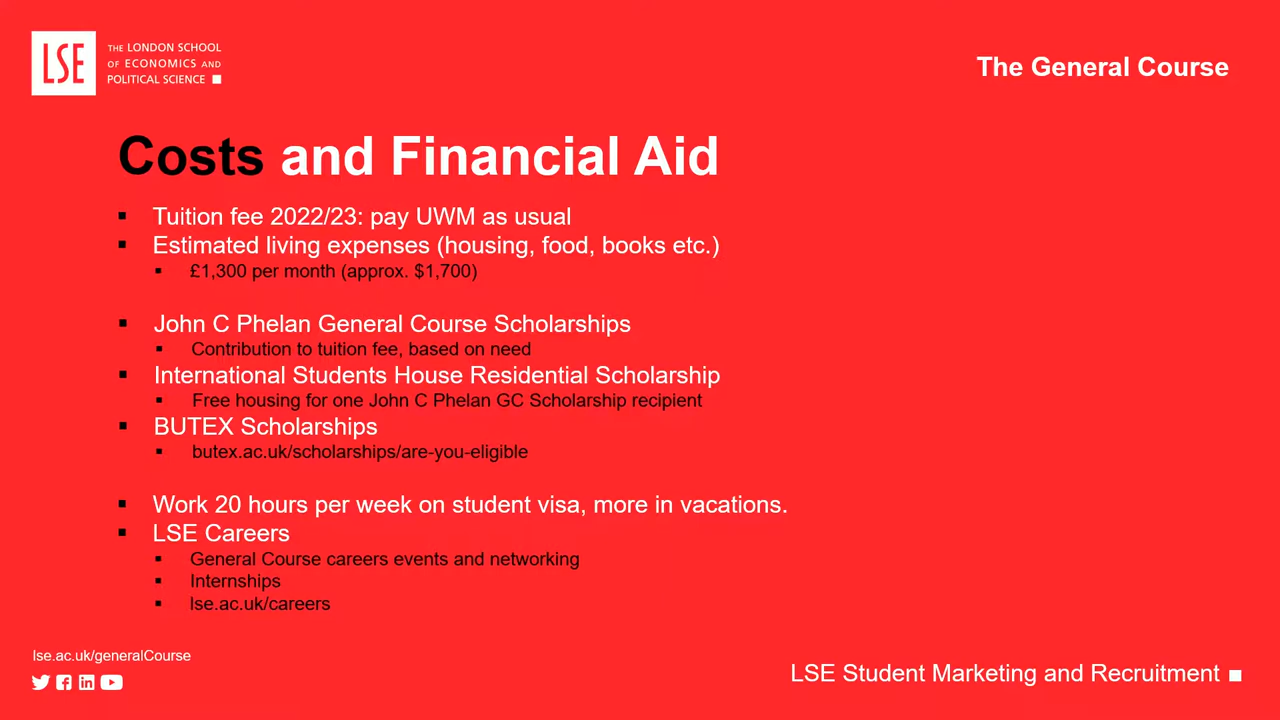 LSE
THE LONDON SCHOOL
OF ECONOMICS AND
POLITICAL SCIENCE
The General Course
Costs and Financial Aid
Tuition fee 2022/23: pay UWM as usual
Estimated living expenses (housing, food, books etc.)
£1,300 per month (approx. $1,700)
John C Phelan General Course Scholarships
Contribution to tuition fee, based on need
International Students House Residential Scholarship
Free housing for one John C Phelan GC Scholarship recipient
BUTEX Scholarships
butex.ac.uk/scholarships/are-you-eligible
Work 20 hours per week on student visa, more in vacations.
LSE Careers
General Course careers events and networking
Internships
lse.ac.uk/careers
lse.ac.uk/generalCourse
LSE Student Marketing and Recruitment